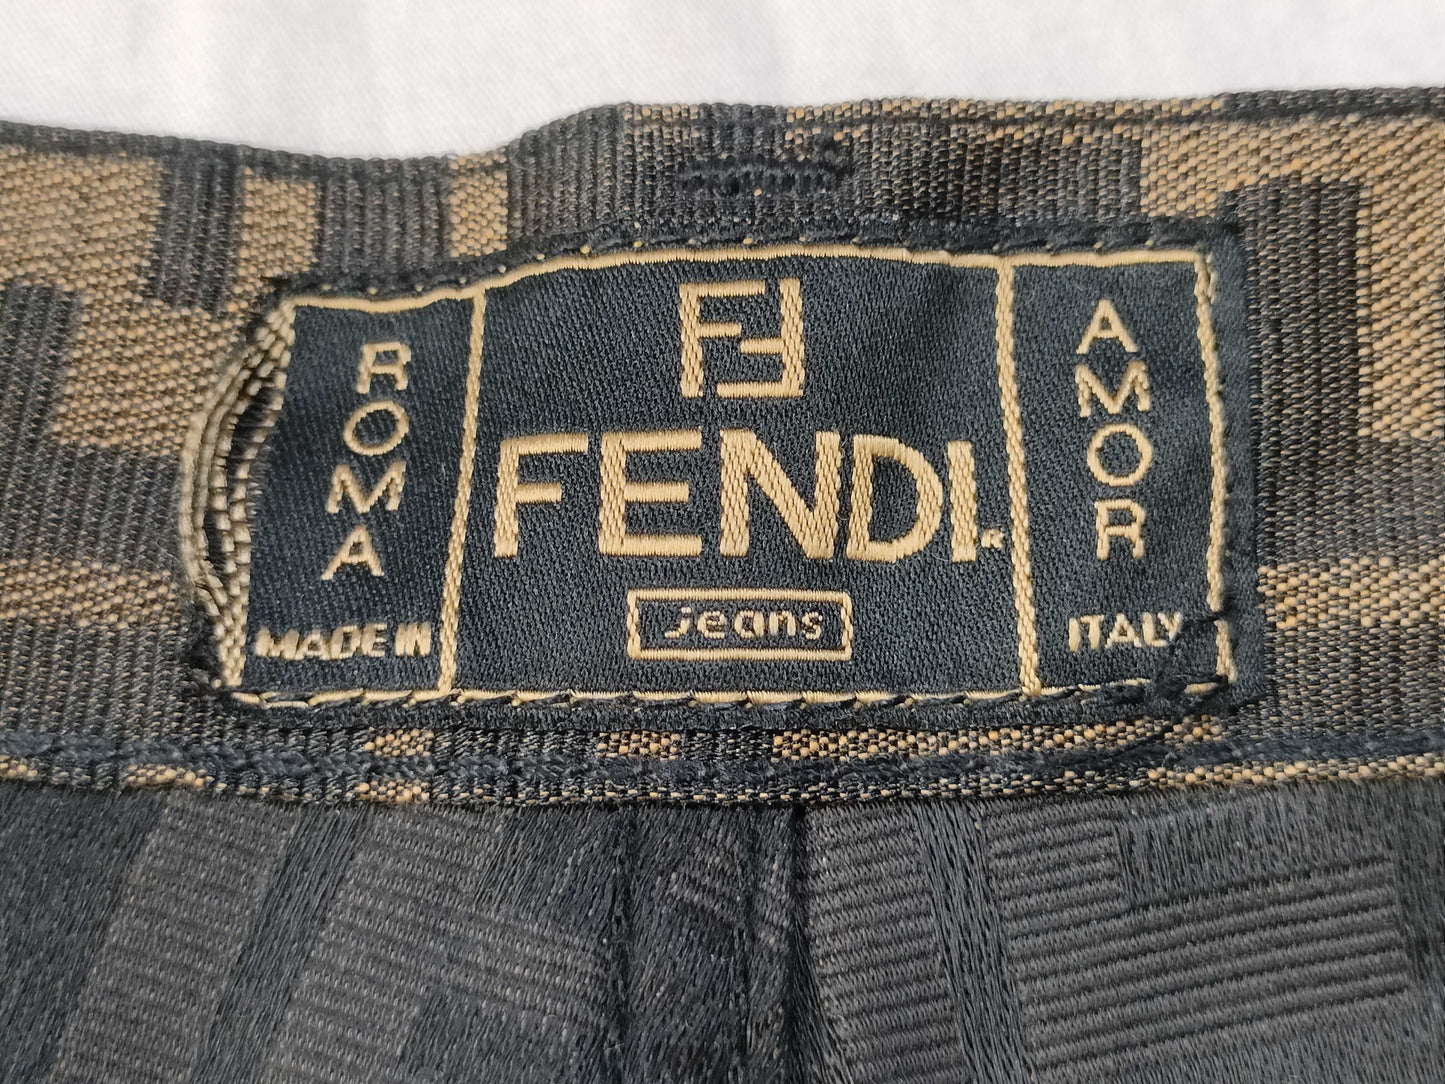 ROMA
MADE IN
FF
FENDI®
jeans
AMOR
ITALY